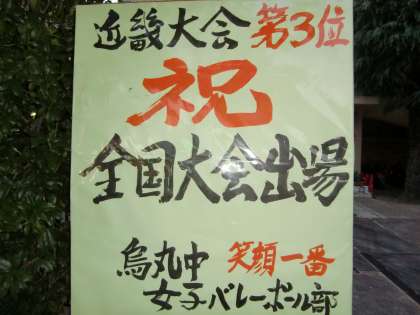 近畿大会 第3位
祝
全国大会出場
烏丸中 笑顔一番
女子バレーボール部